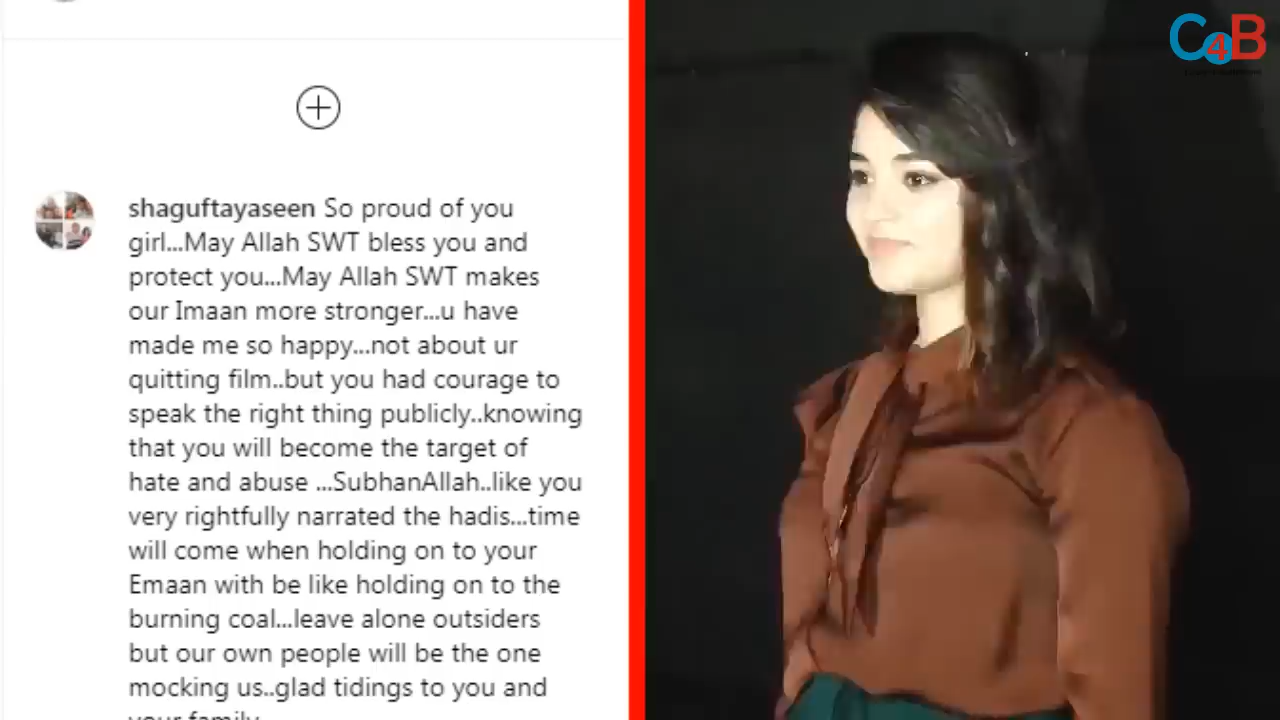 shaguftayaseen So proud of you
girl...May Allah SWT bless you and
protect you...May Allah SWT makes
our Imaan more stronger...u have
made me so happy...not about ur
quitting film..but you had courage to
speak the right thing publicly..knowing
that you will become the target of
hate and abuse ...SubhanAllah..like you
very rightfully narrated the hadis...time
will come when holding on to your
Emaan with be like holding on to the
burning coal...leave alone outsiders
but our own people will be the one
mocking us..glad tidings to you and
your family
C4B